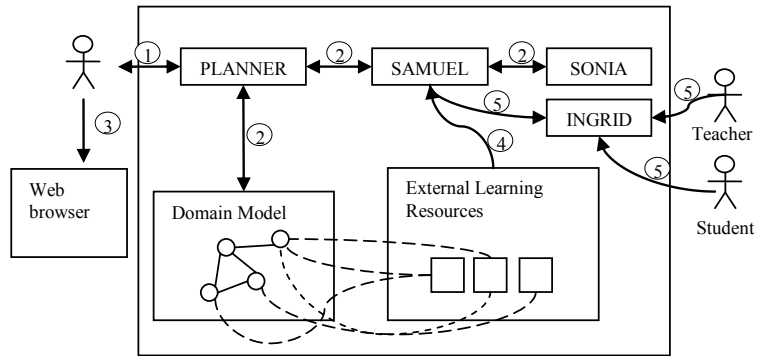 1
PLANNER
2
SAMUEL
2
SONIA
5
INGRID
5
Teacher
3
2
4
Web
browser
Domain Model
External Learning
Resources
5
Student